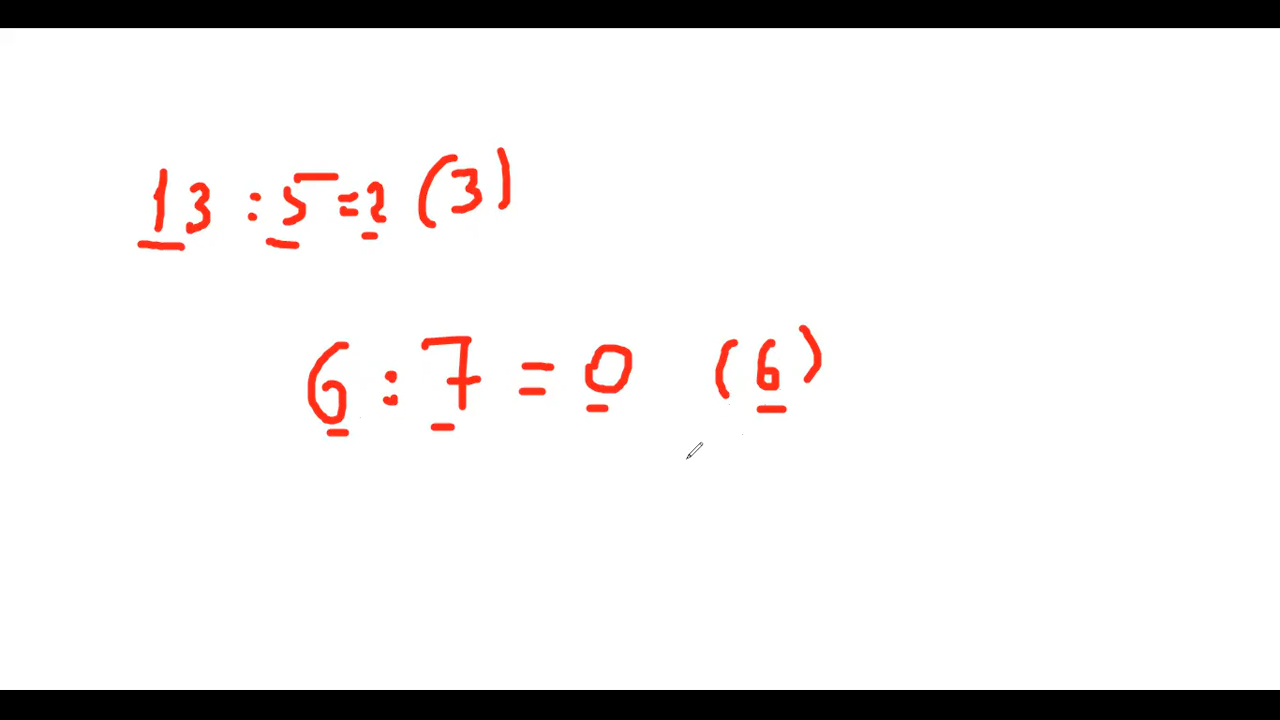 13 : 5 = 2 (3)
6 : 7 = 0 (6)